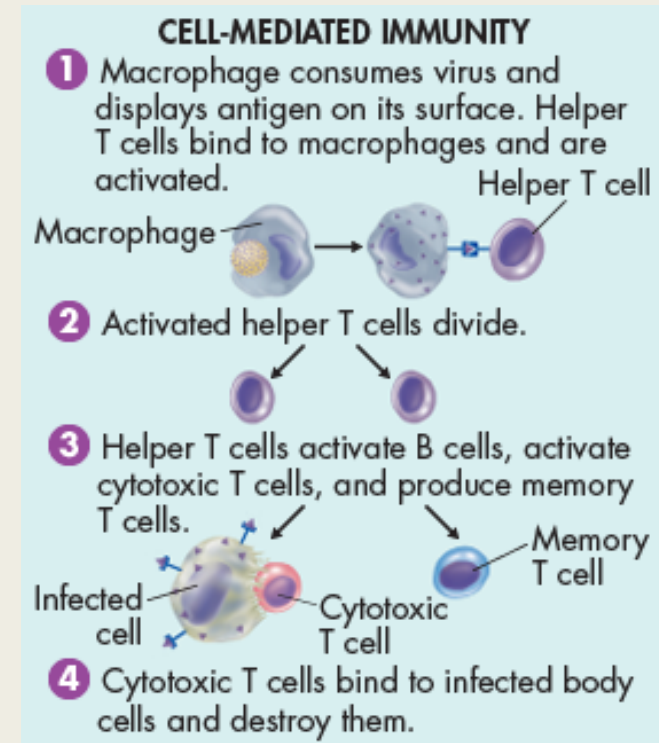 CELL-MEDIATED IMMUNITY
1 Macrophage consumes virus and
displays antigen on its surface. Helper
T cells bind to macrophages and are
activated.
Helper T cell
Macrophage
2 Activated helper T cells divide.
3 Helper T cells activate B cells, activate
cytotoxic T cells, and produce memory
T cells.
Memory
T cell
Infected
cell
Cytotoxic
T cell
4 Cytotoxic T cells bind to infected body
cells and destroy them.